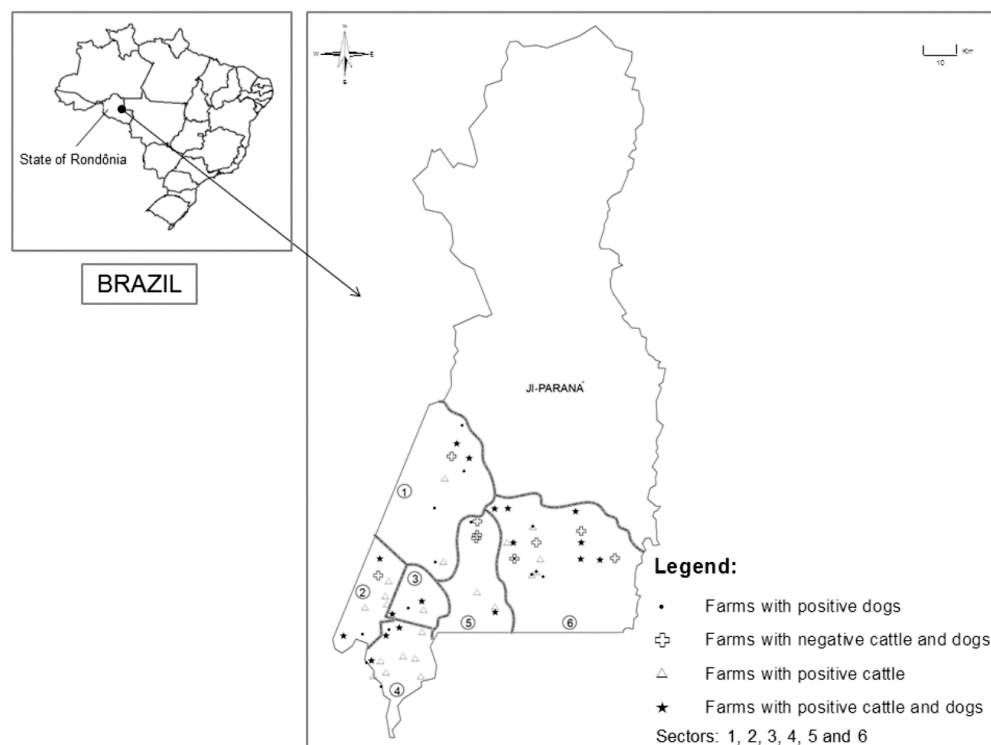 State of Rondônia
BRAZIL
N
W
E
S
Km
10
JI-PARANÁ
1
2
3
4
5
6
Legend:
Farms with positive dogs
Farms with negative cattle and dogs
Farms with positive cattle
Farms with positive cattle and dogs
Sectors: 1, 2, 3, 4, 5 and 6